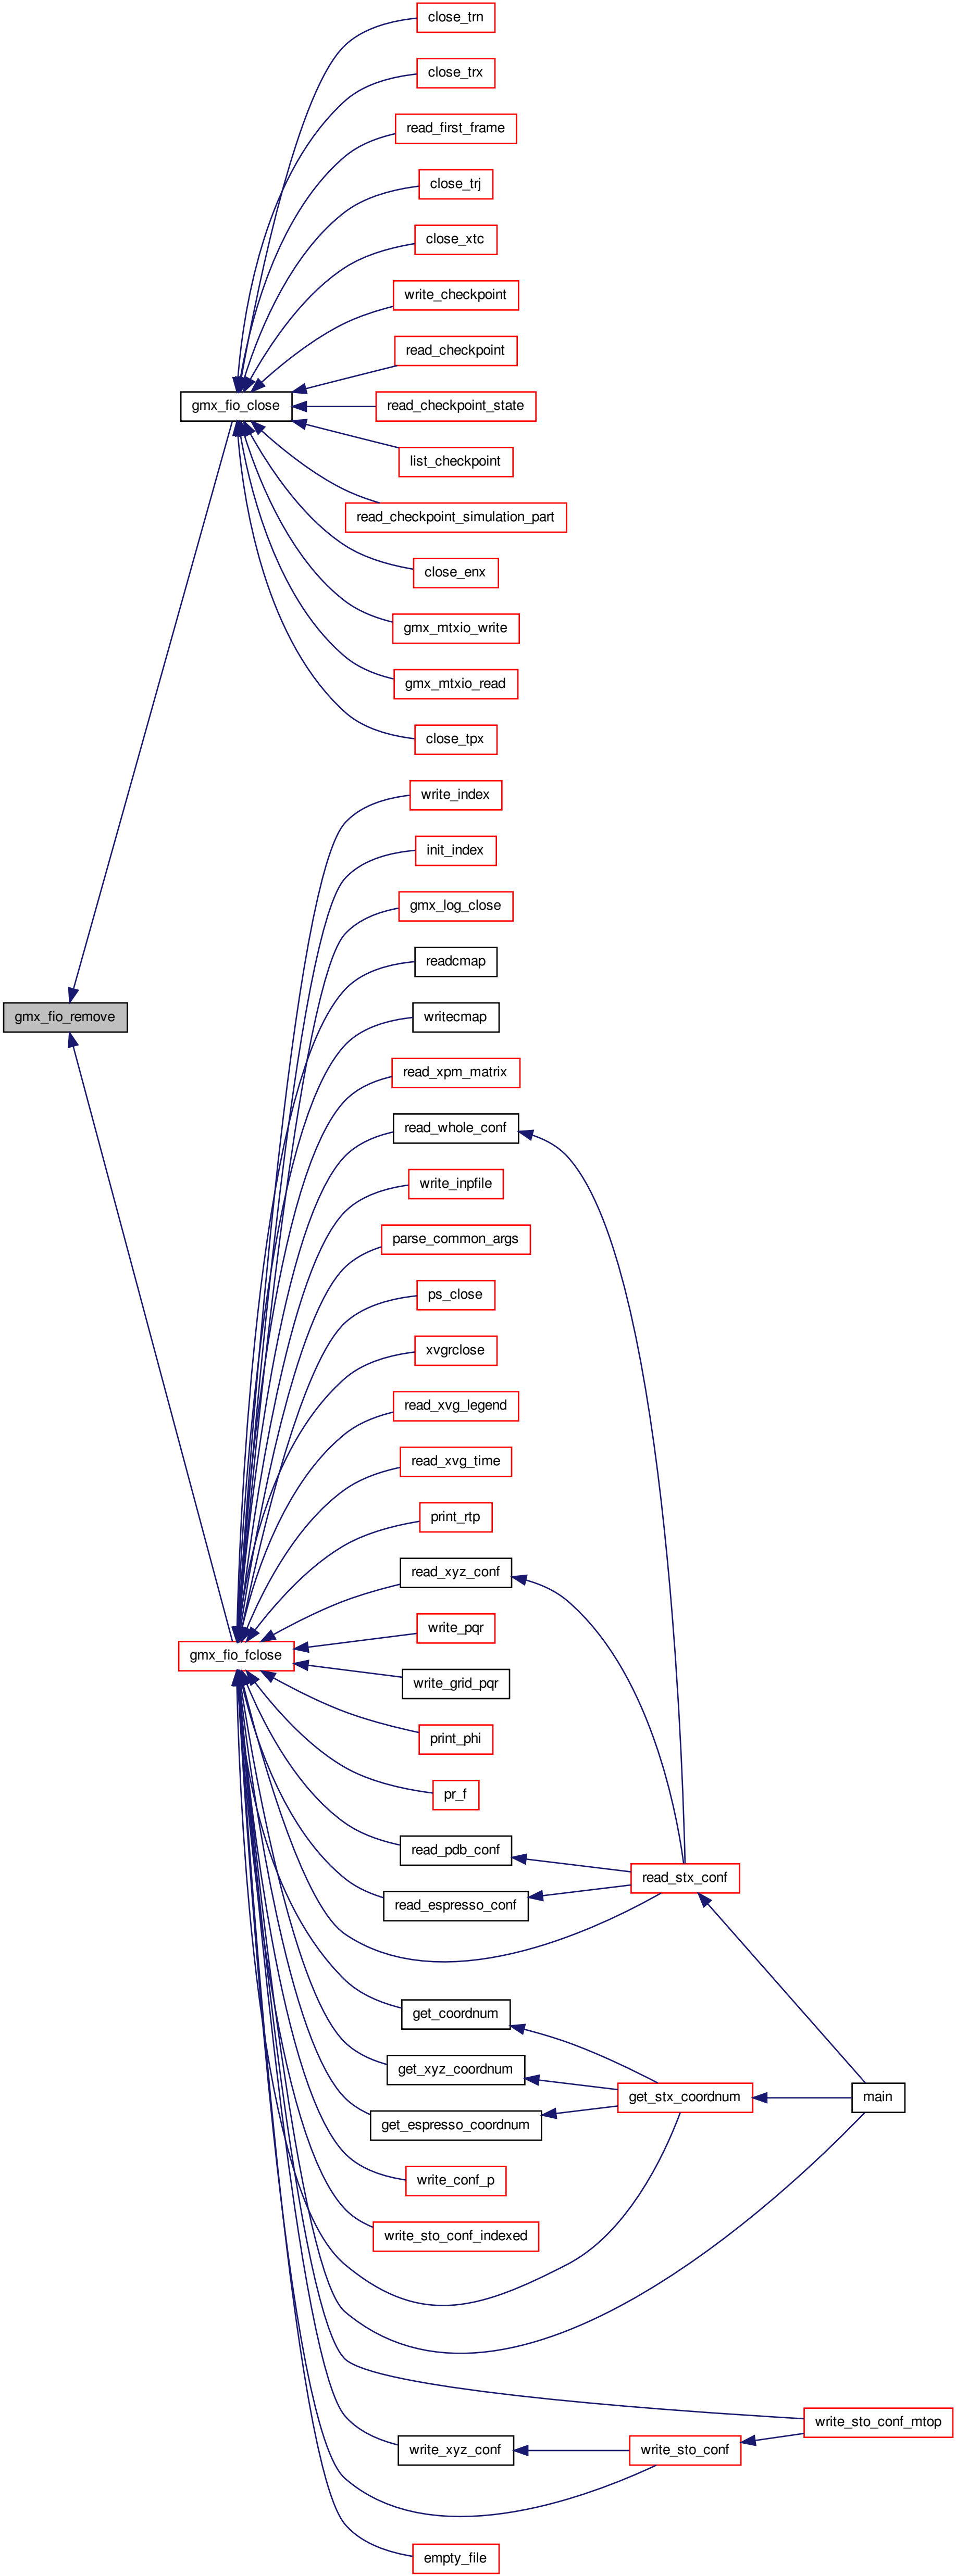 close_trn
close_trx
read_first_frame
close_trj
close_xtc
write_checkpoint
read_checkpoint
gmx_fio_close
read_checkpoint_state
list_checkpoint
read_checkpoint_simulation_part
close_enx
gmx_mtxio_write
gmx_mtxio_read
close_tpx
write_index
init_index
gmx_log_close
readcmap
gmx_fio_remove
writecmap
read_xpm_matrix
read_whole_conf
write_inpfile
parse_common_args
ps_close
xvgrclose
read_xvg_legend
read_xvg_time
print_rtp
read_xyz_conf
write_pqr
gmx_fio_fclose
write_grid_pqr
print_phi
pr_f
read_pdb_conf
read_stx_conf
read_espresso_conf
get_coordnum
get_xyz_coordnum
get_stx_coordnum
main
get_espresso_coordnum
write_conf_p
write_sto_conf_indexed
write_sto_conf_mtop
write_xyz_conf
write_sto_conf
empty_file